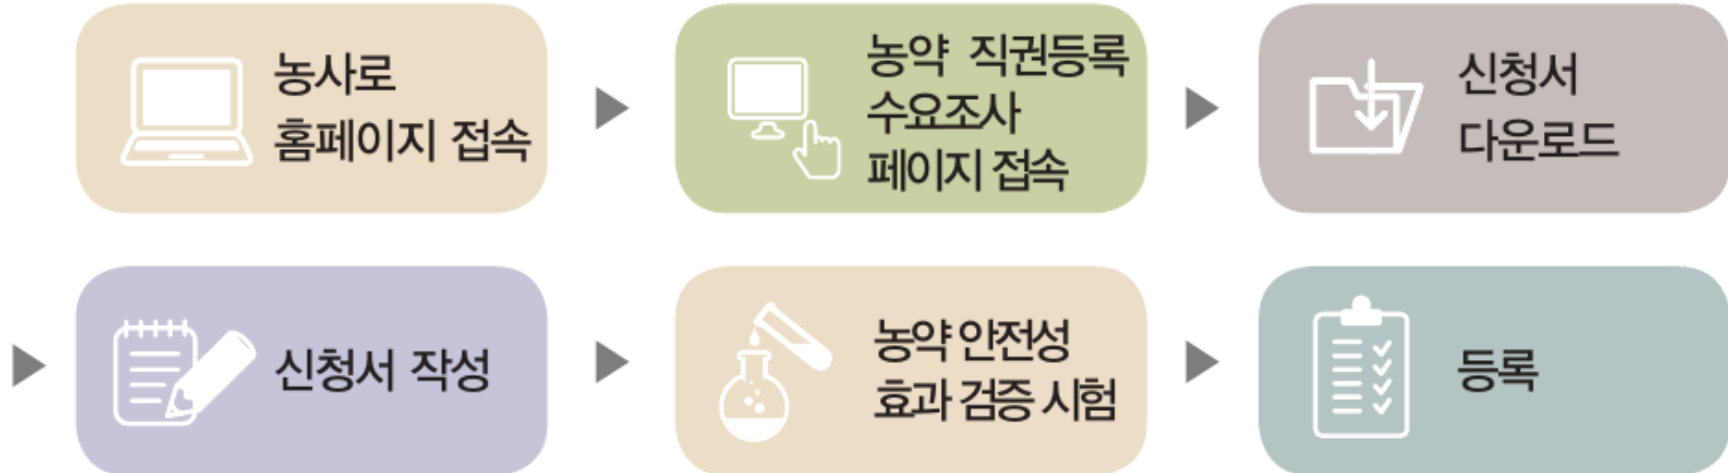 농사로
홈페이지 접속
농약 직권등록
수요조사
페이지 접속
신청서
다운로드
신청서 작성
농약 안전성
효과 검증 시험
등록